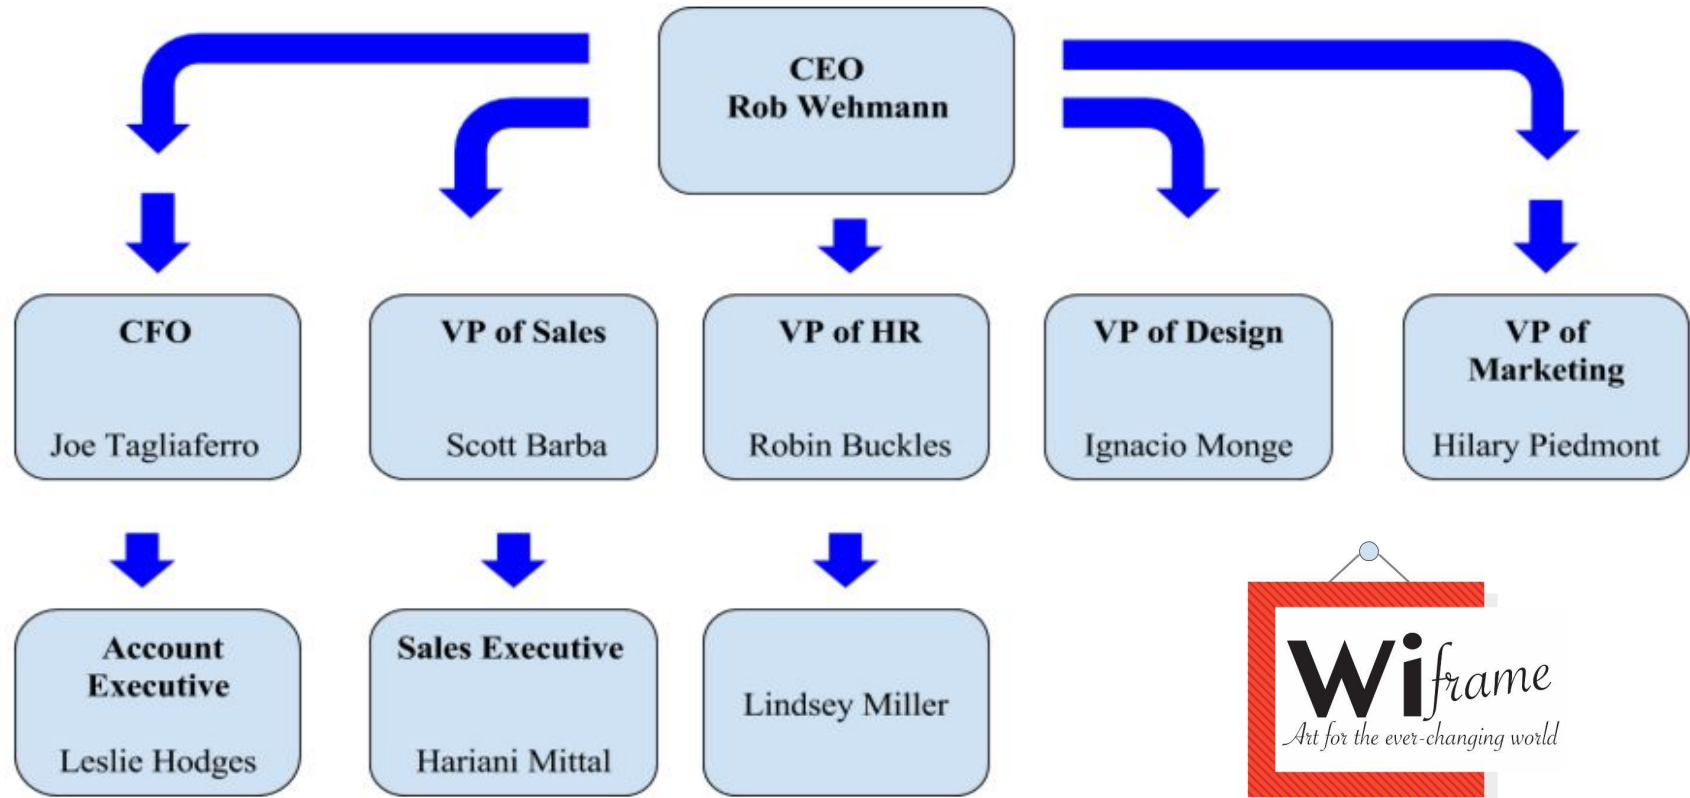 CEO
Rob Wehmann
CFO
Joe Tagliaferro
VP of Sales
Scott Barba
VP of HR
Robin Buckles
VP of Design
Ignacio Monge
VP of
Marketing
Hilary Piedmont
Account
Executive
Leslie Hodges
Sales Executive
Hariani Mittal
Lindsey Miller
Wiframe
Art for the ever-changing world